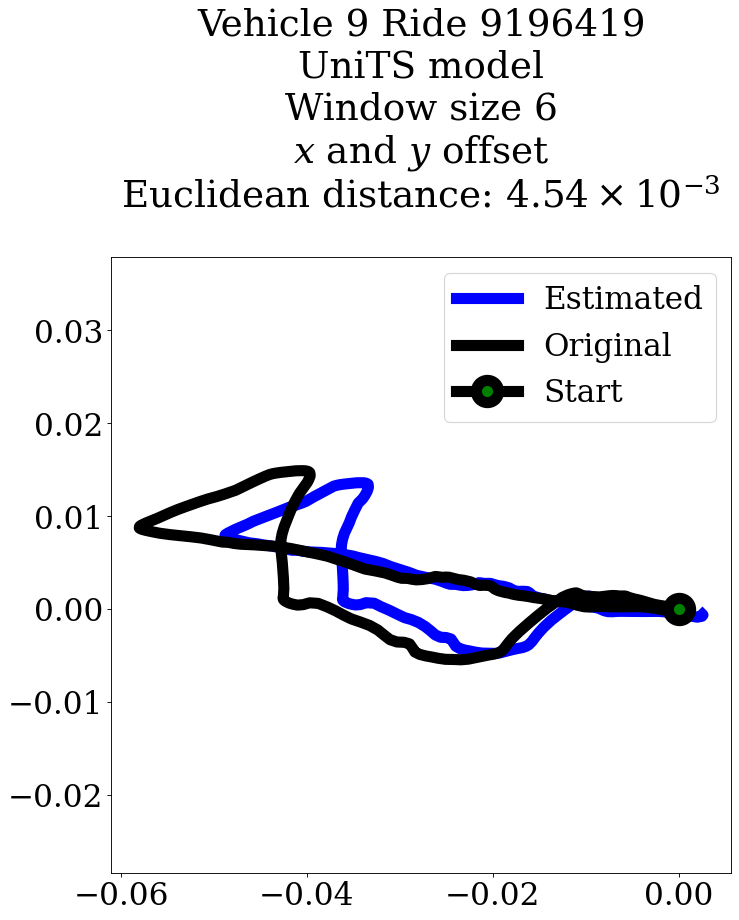 Vehicle 9 Ride 9196419
UniTS model
Window size 6
x and y offset
Euclidean distance: 4.54 × 10⁻³
Estimated
Original
Start
0.03
0.02
0.01
0.00
−0.01
−0.02
−0.06 −0.04 −0.02 0.00